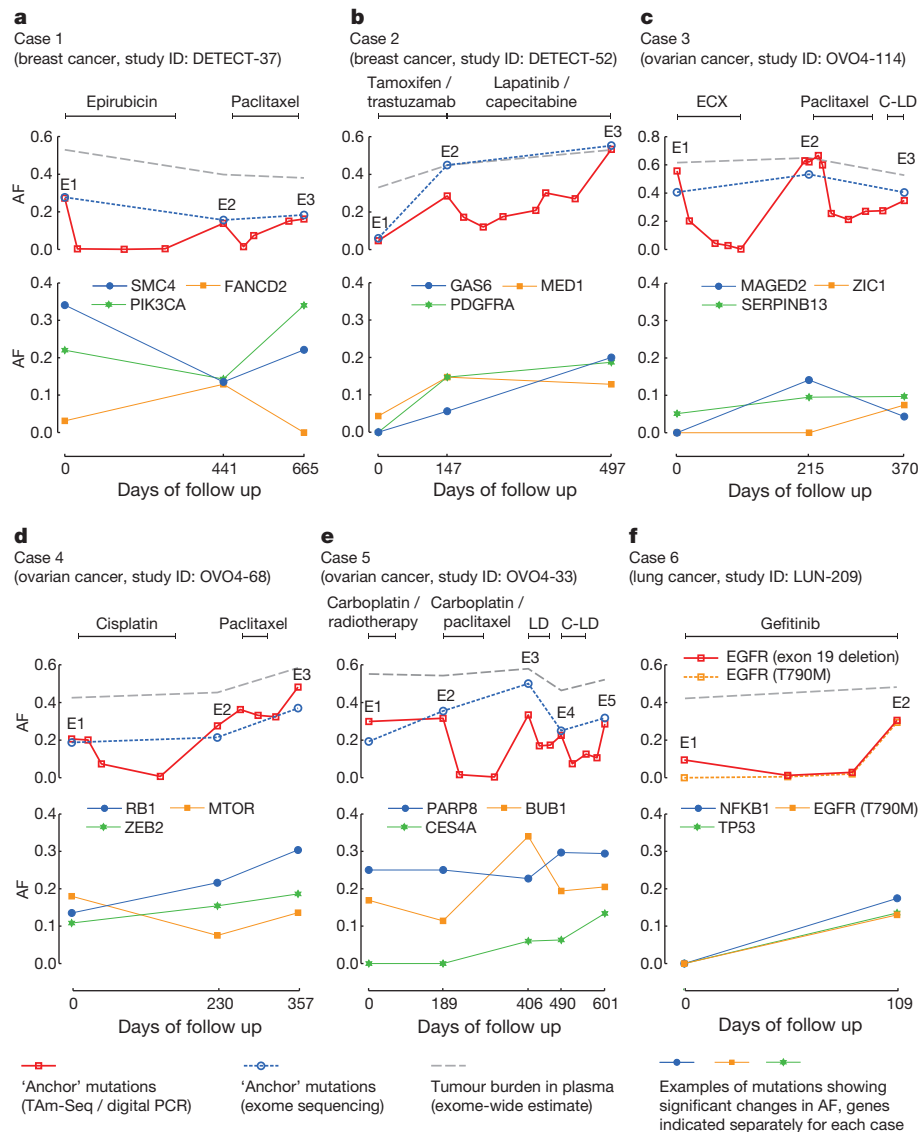 a
Case 1
(breast cancer, study ID: DETECT-37)
Epirubicin
Paclitaxel
0.6
0.4
0.2
0.0
AF
E1
E2
E3
SMC4
FANCD2
PIK3CA
0.4
0.3
0.2
0.1
0.0
AF
0
441
665
Days of follow up
b
Case 2
(breast cancer, study ID: DETECT-52)
Tamoxifen /
trastuzamab
Lapatinib /
capecitabine
0.6
0.4
0.2
0.0
E1
E2
E3
GAS6
MED1
PDGFRA
0.4
0.3
0.2
0.1
0.0
0
147
497
Days of follow up
c
Case 3
(ovarian cancer, study ID: OVO4-114)
ECX
Paclitaxel
C-LD
0.8
0.6
0.4
0.2
0.0
E1
E2
E3
MAGED2
ZIC1
SERPINB13
0.4
0.3
0.2
0.1
0.0
0
215
370
Days of follow up
d
Case 4
(ovarian cancer, study ID: OVO4-68)
Cisplatin
Paclitaxel
0.6
0.4
0.2
0.0
AF
E1
E2
E3
RB1
MTOR
ZEB2
0.3
0.2
0.1
0.0
AF
0
230
357
Days of follow up
e
Case 5
(ovarian cancer, study ID: OVO4-33)
Carboplatin /
radiotherapy
Carboplatin /
paclitaxel
LD
C-LD
0.6
0.4
0.2
0.0
E1
E2
E3
E4
E5
PARP8
BUB1
CES4A
0.3
0.2
0.1
0.0
0
189
406
490
601
Days of follow up
f
Case 6
(lung cancer, study ID: LUN-209)
Gefitinib
EGFR (exon 19 deletion)
EGFR (T790M)
0.6
0.4
0.2
0.0
E1
E2
NFKB1
EGFR (T790M)
TP53
0.3
0.2
0.1
0.0
0
109
Days of follow up
'Anchor' mutations
(TAm-Seq / digital PCR)
'Anchor' mutations
(exome sequencing)
Tumour burden in plasma
(exome-wide estimate)
Examples of mutations showing
significant changes in AF, genes
indicated separately for each case